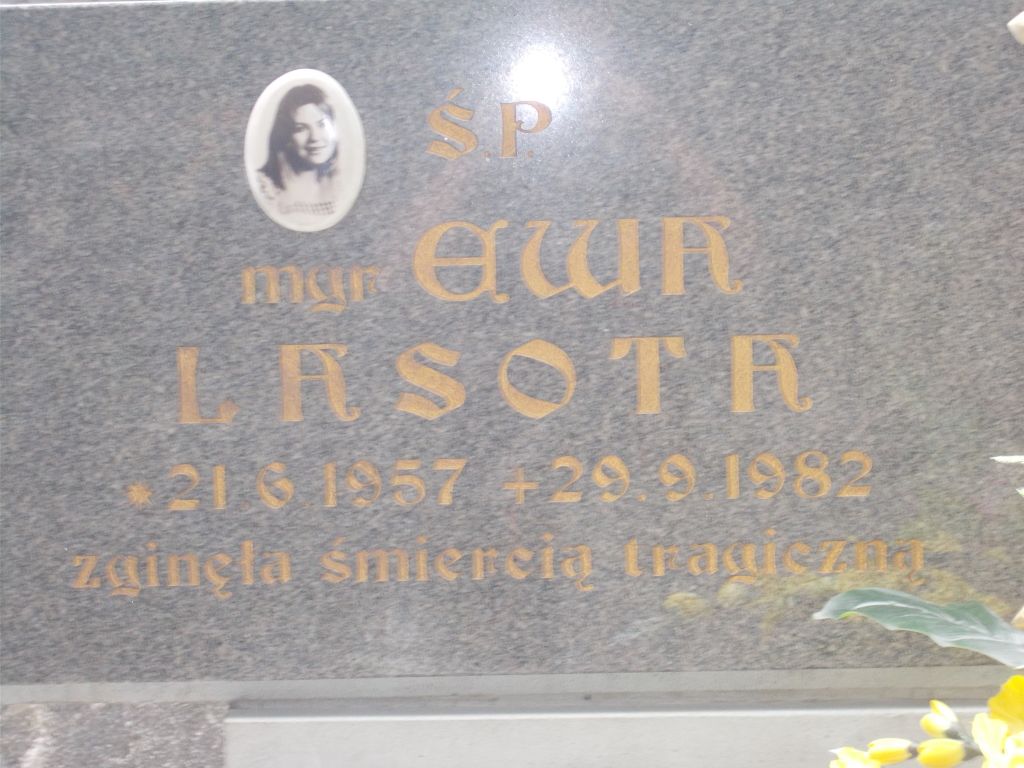 Ś.P.
mgr EWA
LASOTA
* 21.6.1957 + 29.9.1982
zginęła śmiercią tragiczną